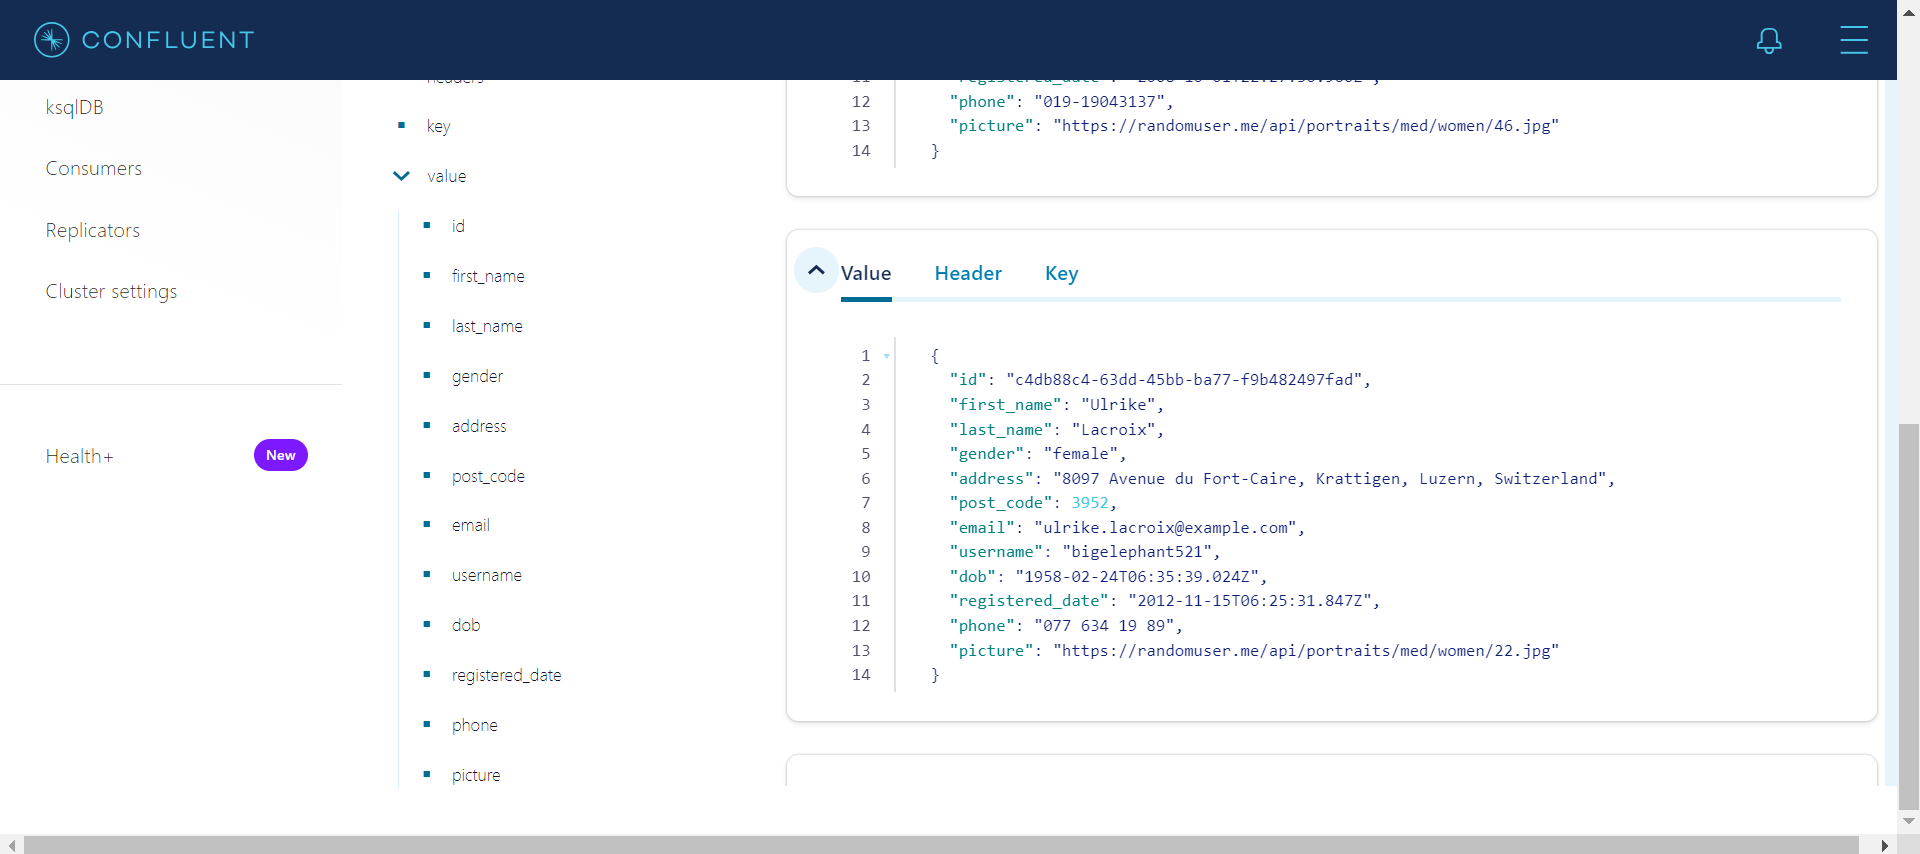 CONFLUENT
ksqlDB
Consumers
Replicators
Cluster settings
Health+
New
headers
key
value
id
first_name
last_name
gender
address
post_code
email
username
dob
registered_date
phone
picture
12 "phone": "019-19043137",
13 "picture": "https://randomuser.me/api/portraits/med/women/46.jpg"
14 }
Value Header Key
1 {
2 "id": "c4db88c4-63dd-45bb-ba77-f9b482497fad",
3 "first_name": "Ulrike",
4 "last_name": "Lacroix",
5 "gender": "female",
6 "address": "8097 Avenue du Fort-Caire, Krattigen, Luzern, Switzerland",
7 "post_code": 3952,
8 "email": "ulrike.lacroix@example.com",
9 "username": "bigelephant521",
10 "dob": "1958-02-24T06:35:39.024Z",
11 "registered_date": "2012-11-15T06:25:31.847Z",
12 "phone": "077 634 19 89",
13 "picture": "https://randomuser.me/api/portraits/med/women/22.jpg"
14 }